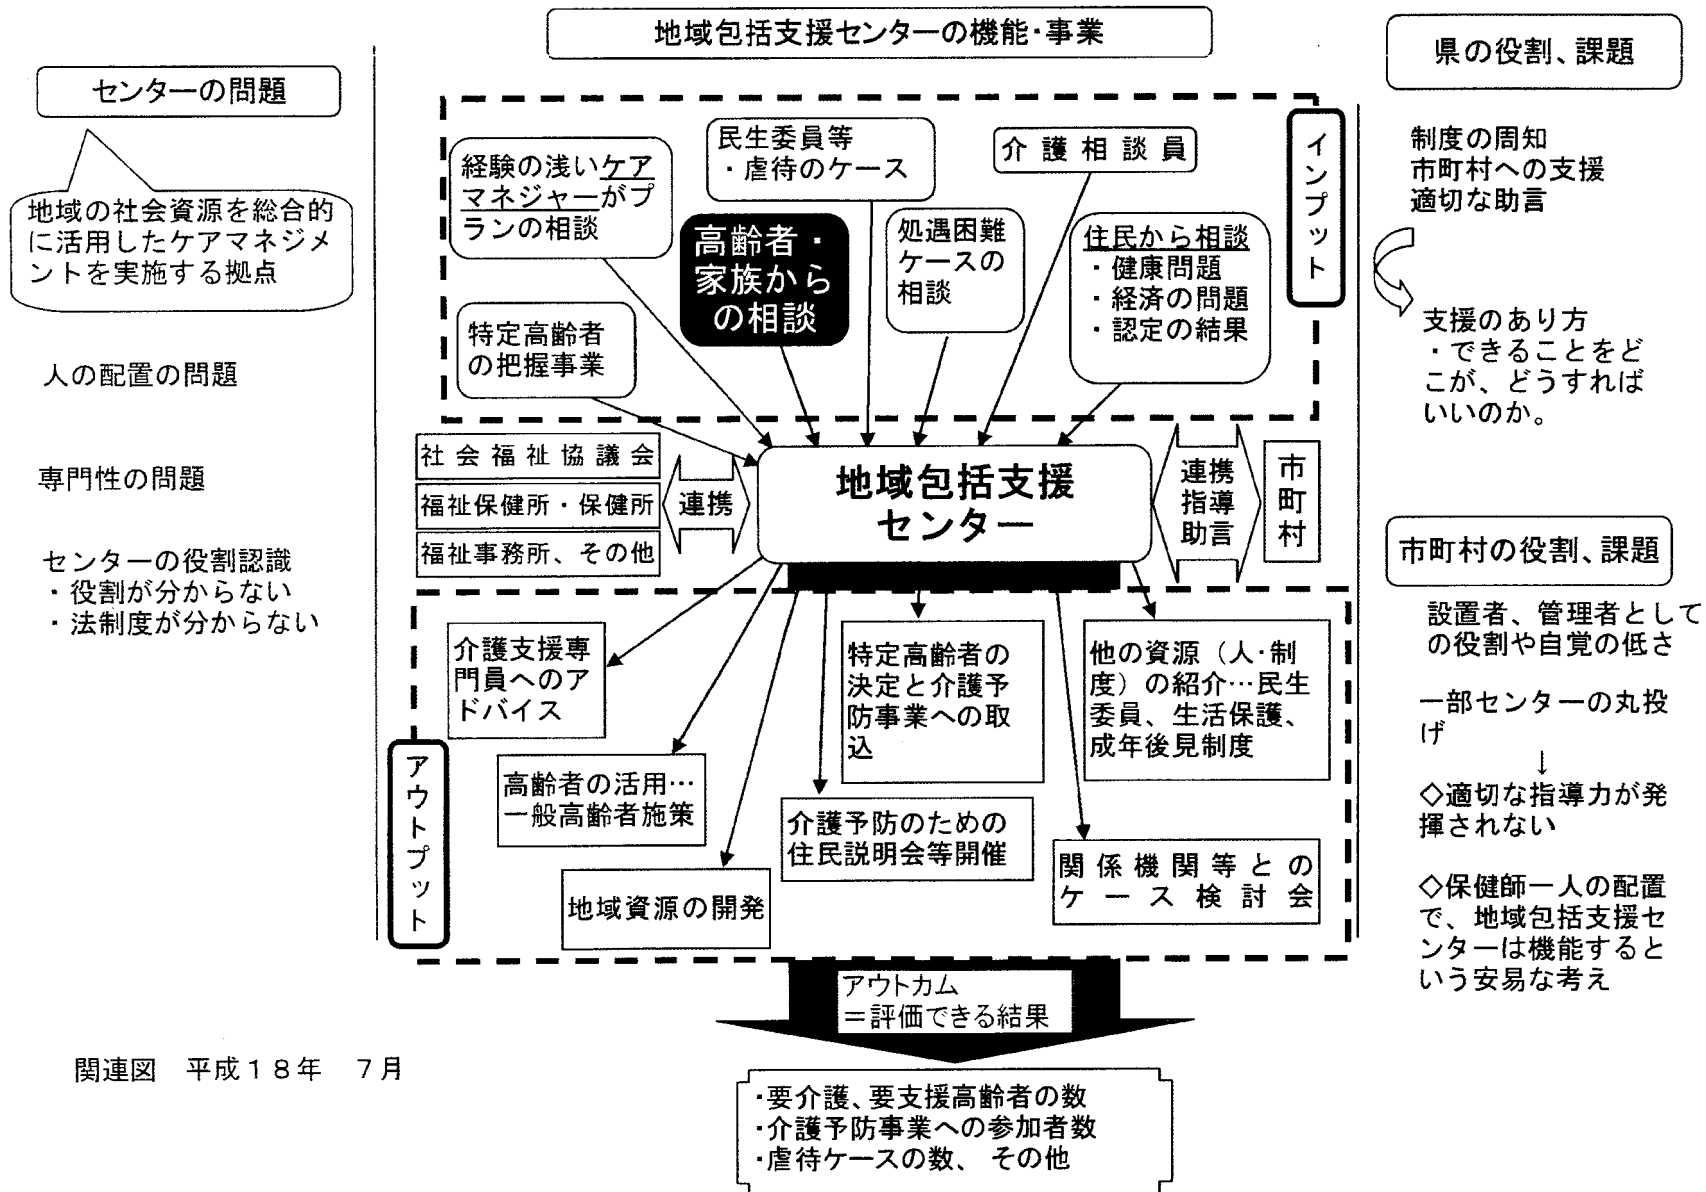 地域包括支援センターの機能・事業
センターの問題
地域の社会資源を総合的
に活用したケアマネジメ
ントを実施する拠点
人の配置の問題
専門性の問題
センターの役割認識
・役割が分からない
・法制度が分からない
インプット
経験の浅いケア
マネジャーがプ
ランの相談
民生委員等
・虐待のケース
介護相談員
高齢者・
家族から
の相談
処遇困難
ケースの
相談
住民から相談
・健康問題
・経済の問題
・認定の結果
特定高齢者
の把握事業
社会福祉協議会
福祉保健所・保健所
福祉事務所、その他
連携
地域包括支援
センター
連携
指導
助言
市町村
アウトプット
介護支援専
門員へのア
ドバイス
特定高齢者の
決定と介護予
防事業への取
込
他の資源（人・制
度）の紹介…民生
委員、生活保護、
成年後見制度
高齢者の活用…
一般高齢者施策
介護予防のための
住民説明会等開催
関係機関等との
ケース検討会
地域資源の開発
アウトカム
＝評価できる結果
・要介護、要支援高齢者の数
・介護予防事業への参加者数
・虐待ケースの数、その他
県の役割、課題
制度の周知
市町村への支援
適切な助言
支援のあり方
・できることをど
こが、どうすれば
いいのか。
市町村の役割、課題
設置者、管理者として
の役割や自覚の低さ
一部センターの丸投
げ
↓
◇適切な指導力が発
揮されない
◇保健師一人の配置
で、地域包括支援セ
ンターは機能すると
いう安易な考え
関連図　平成１８年　７月